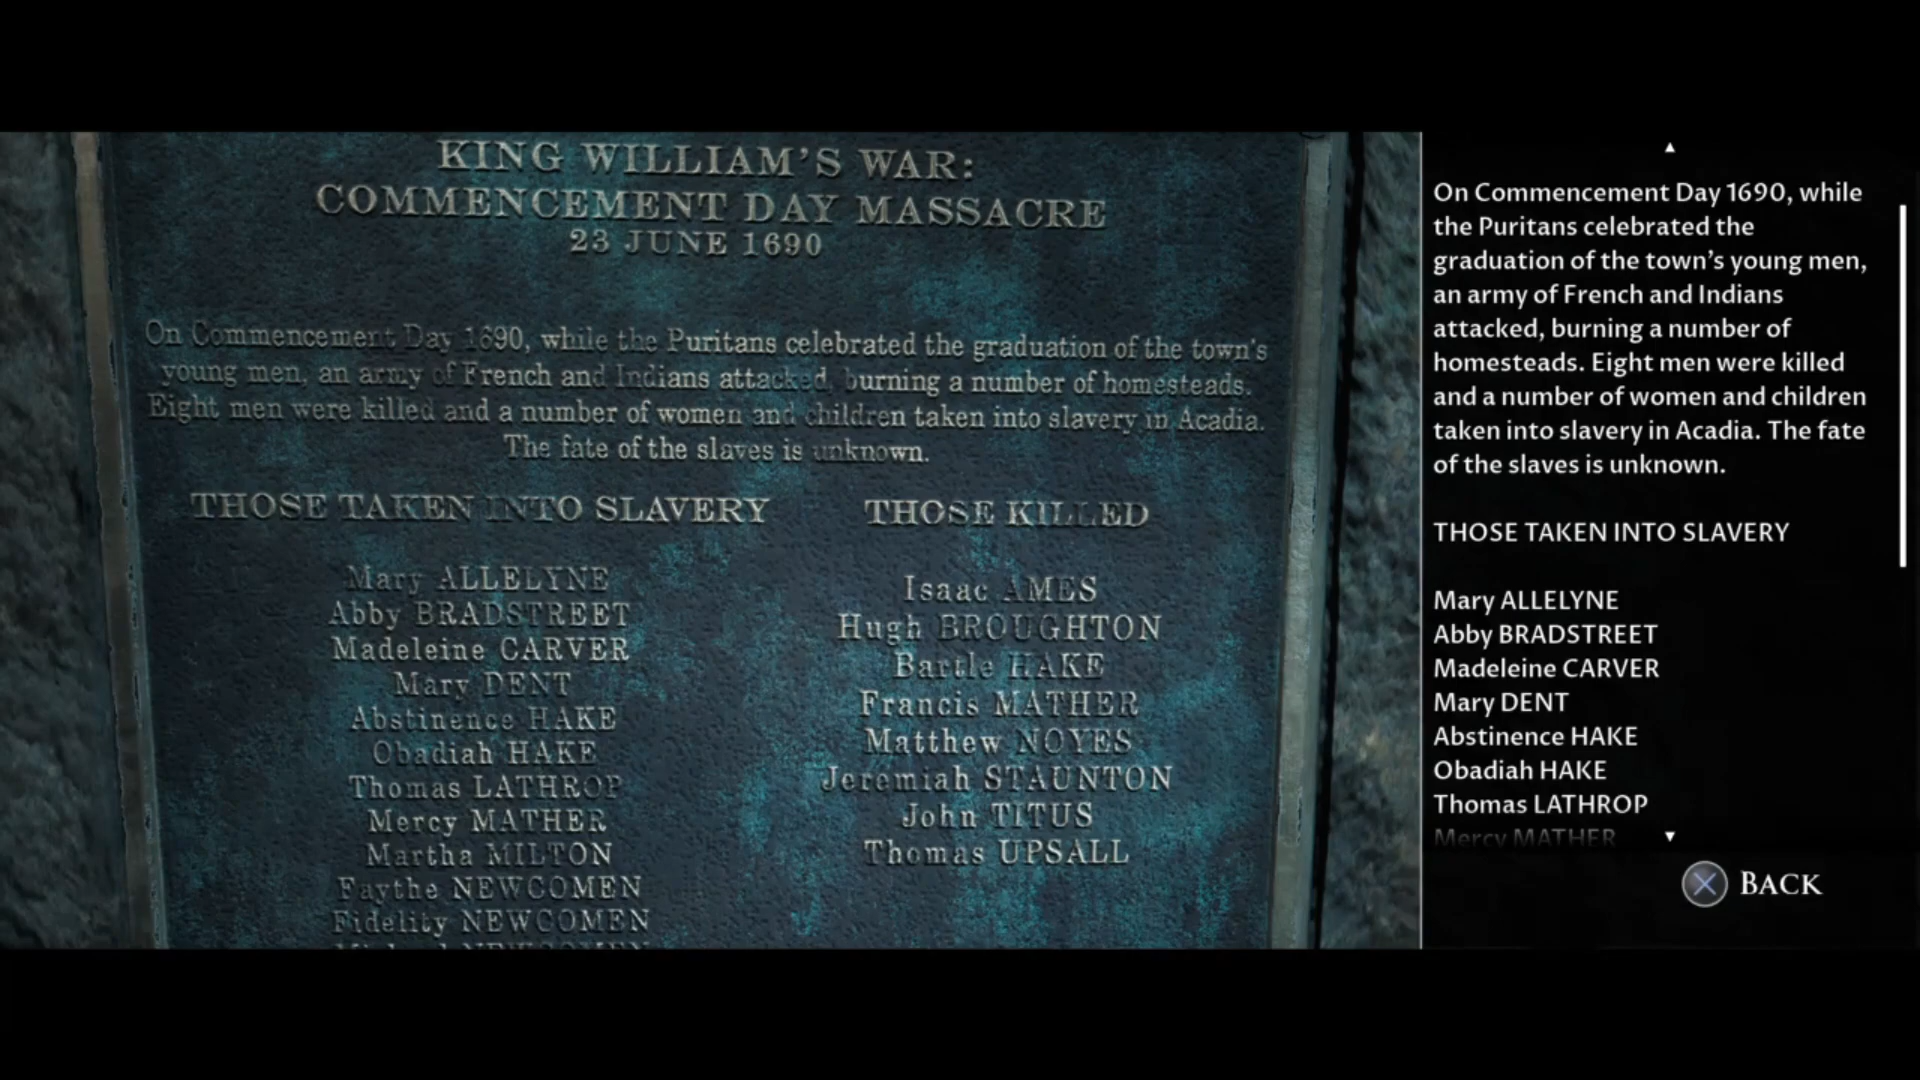 KING WILLIAM'S WAR:
COMMENCEMENT DAY MASSACRE
23 JUNE 1690
On Commencement Day 1690, while the Puritans celebrated the graduation of the town's
young men, an army of French and Indians attacked, burning a number of homesteads.
Eight men were killed and a number of women and children taken into slavery in Acadia.
The fate of the slaves is unknown.
THOSE TAKEN INTO SLAVERY
Mary ALLELYNE
Abby BRADSTREET
Madeleine CARVER
Mary DENT
Abstinence HAKE
Obadiah HAKE
Thomas LATHROP
Mercy MATHER
Martha MILTON
Faythe NEWCOMEN
Fidelity NEWCOMEN
NEWCOMEN
THOSE KILLED
Isaac AMES
Hugh BROUGHTON
Bartle HAKE
Francis MATHER
Matthew NOYES
Jeremiah STAUNTON
John TITUS
Thomas UPSALL
On Commencement Day 1690, while
the Puritans celebrated the
graduation of the town's young men,
an army of French and Indians
attacked, burning a number of
homesteads. Eight men were killed
and a number of women and children
taken into slavery in Acadia. The fate
of the slaves is unknown.
THOSE TAKEN INTO SLAVERY
Mary ALLELYNE
Abby BRADSTREET
Madeleine CARVER
Mary DENT
Abstinence HAKE
Obadiah HAKE
Thomas LATHROP
Mercy MATHER
BACK